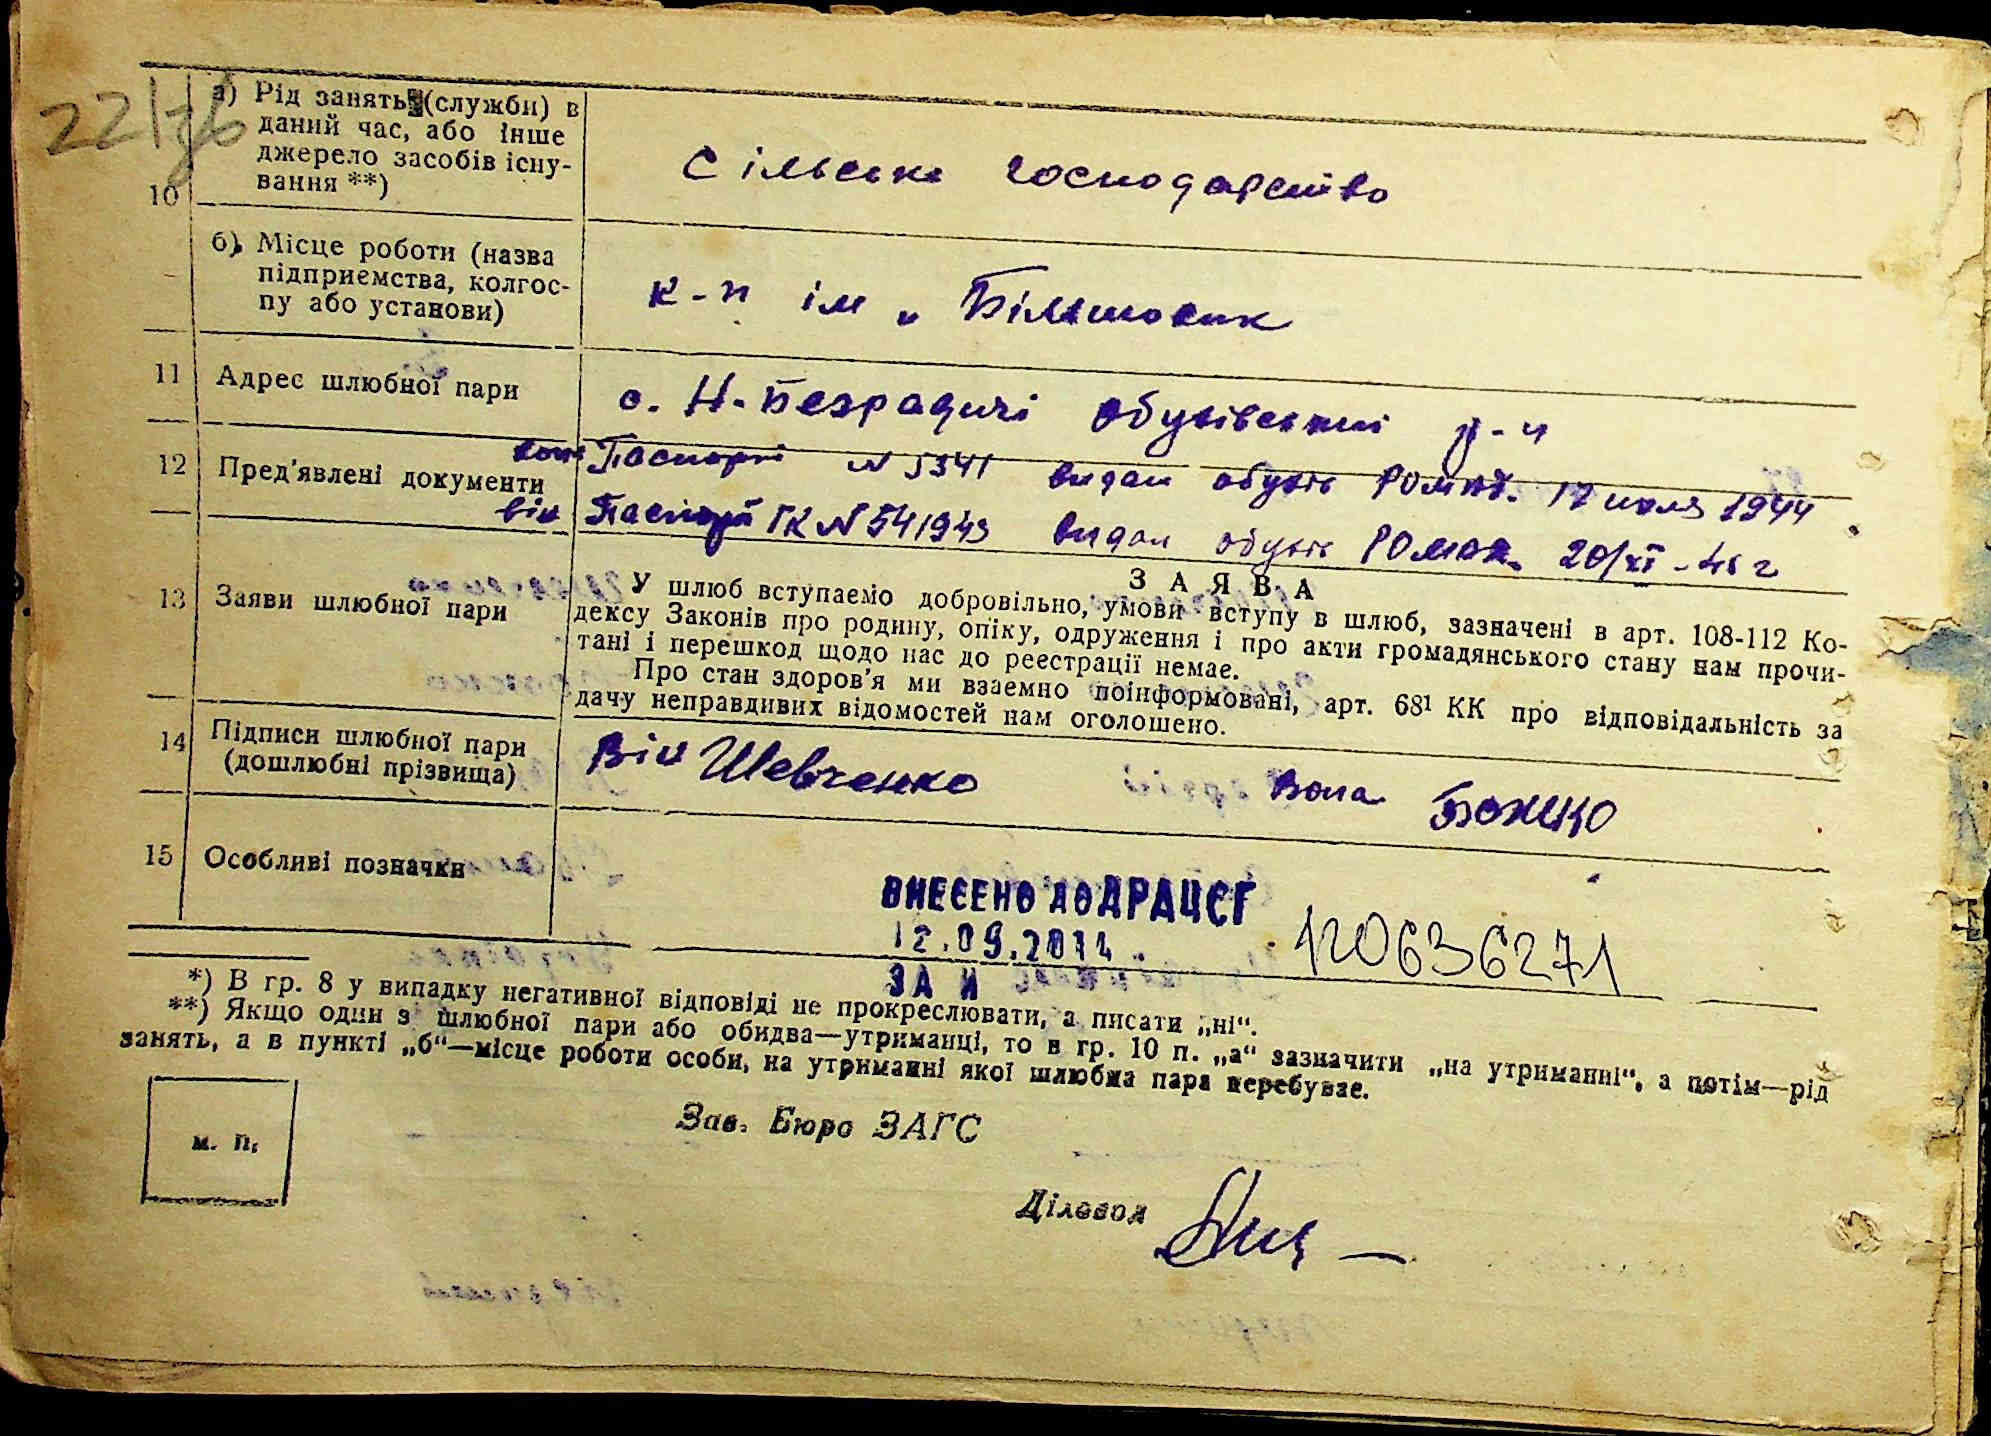 22/зв
10
а) Рід занять (служби) в
даний час, або інше
джерело засобів існу-
вання **)
Сільське господарство
б) Місце роботи (назва
підприємства, колгос-
пу або установи)
к-п ім „ Більшовик
11 Адрес шлюбної пари
с. Н-Безрадичі Обухівський р-н
12 Пред'явлені документи
вона Паспорт N 5341 видан Обухів РОМ 17 июля 1944
він Паспорт ГК N 541943 видан Обухів РОМ 20/XI-46 г
13 Заяви шлюбної пари
ЗАЯВА
У шлюб вступаємо добровільно, умови вступу в шлюб, зазначені в арт. 108-112 Ко-
дексу Законів про родину, опіку, одруження і про акти громадянського стану нам прочи-
тані і перешкод щодо нас до реєстрації немає.
Про стан здоров'я ми взаємно поінформовані, арт. 68¹ КК про відповідальність за
дачу неправдивих відомостей нам оголошено.
14 Підписи шлюбної пари
(дошлюбні прізвища)
Він Шевченко Вона Божко
15 Особливі позначки
ВНЕСЕНО ДО ДРАЦСГ
12.09.2014
ЗА N
120636271
*) В гр. 8 у випадку негативної відповіді не прокреслювати, а писати „ні“.
**) Якщо один з шлюбної пари або обидва—утриманці, то в гр. 10 п. „а“ зазначити „на утриманні“, а потім—рід
занять, а в пункті „б“—місце роботи особи, на утриманні якої шлюбна пара перебуває.
м. п.
Зав. Бюро ЗАГС
Діловод